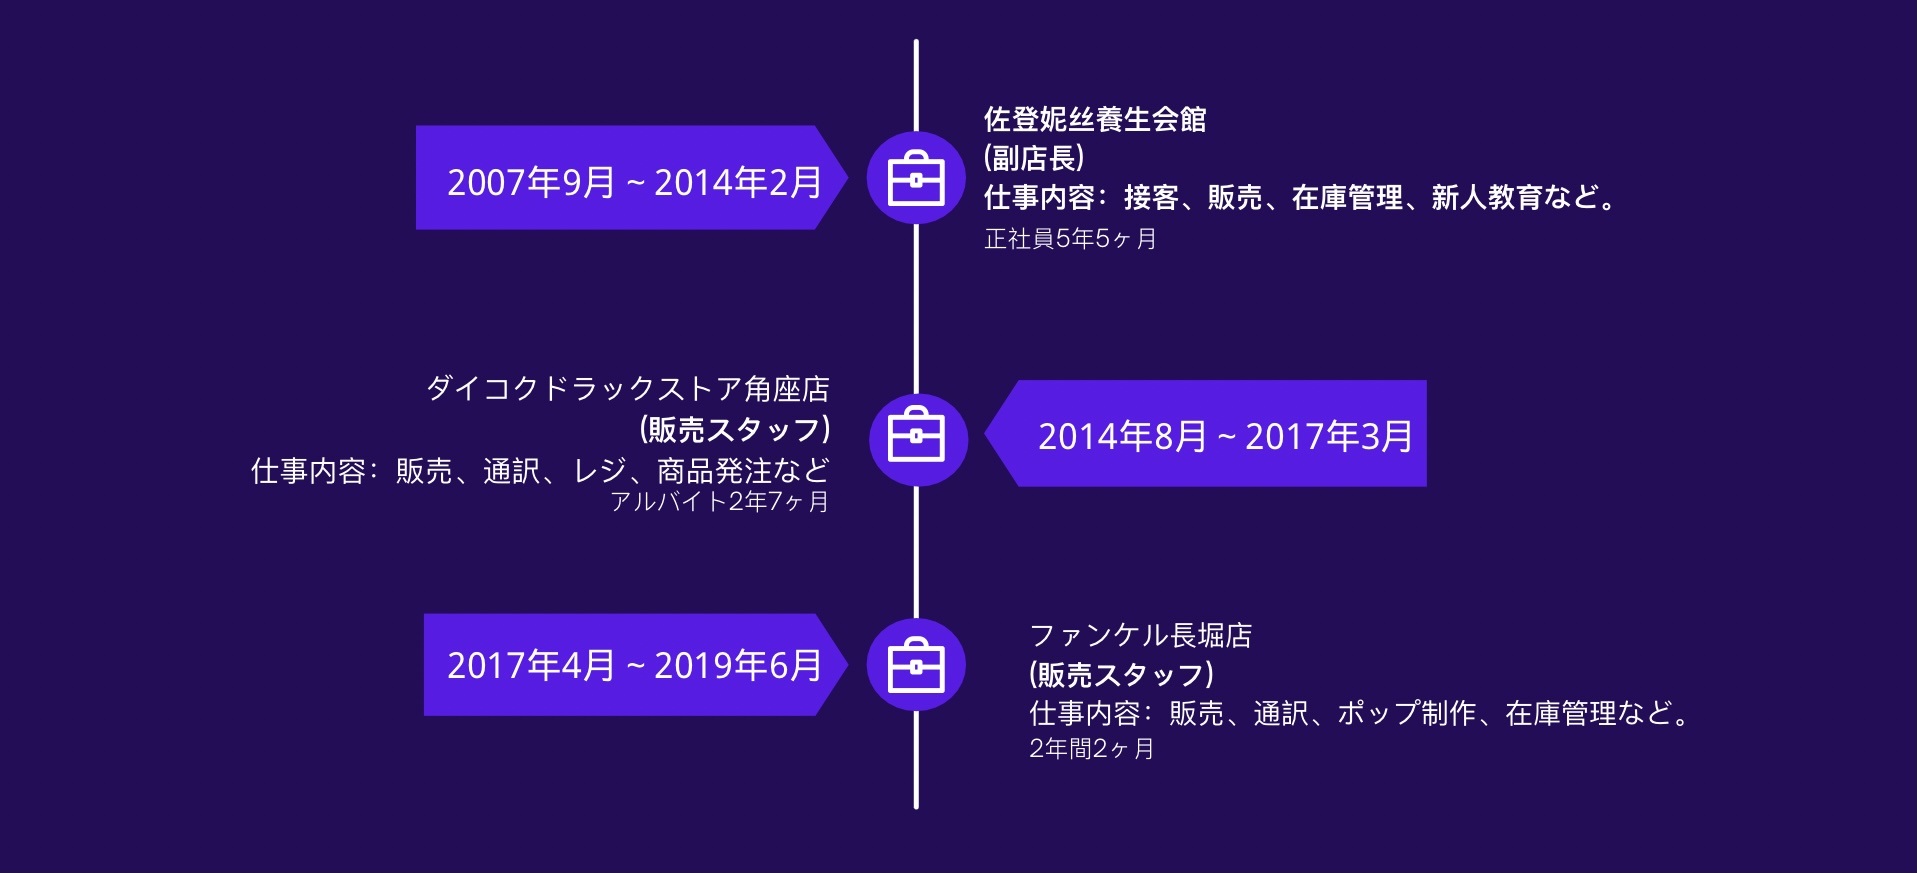 2007年9月 ~ 2014年2月
佐登妮丝養生会館
(副店長)
仕事内容：接客、販売、在庫管理、新人教育など。
正社員5年5ヶ月
ダイコクドラックストア角座店
(販売スタッフ)
仕事内容：販売、通訳、レジ、商品発注など
アルバイト2年7ヶ月
2014年8月 ~ 2017年3月
2017年4月 ~ 2019年6月
ファンケル長堀店
(販売スタッフ)
仕事内容：販売、通訳、ポップ制作、在庫管理など。
2年間2ヶ月